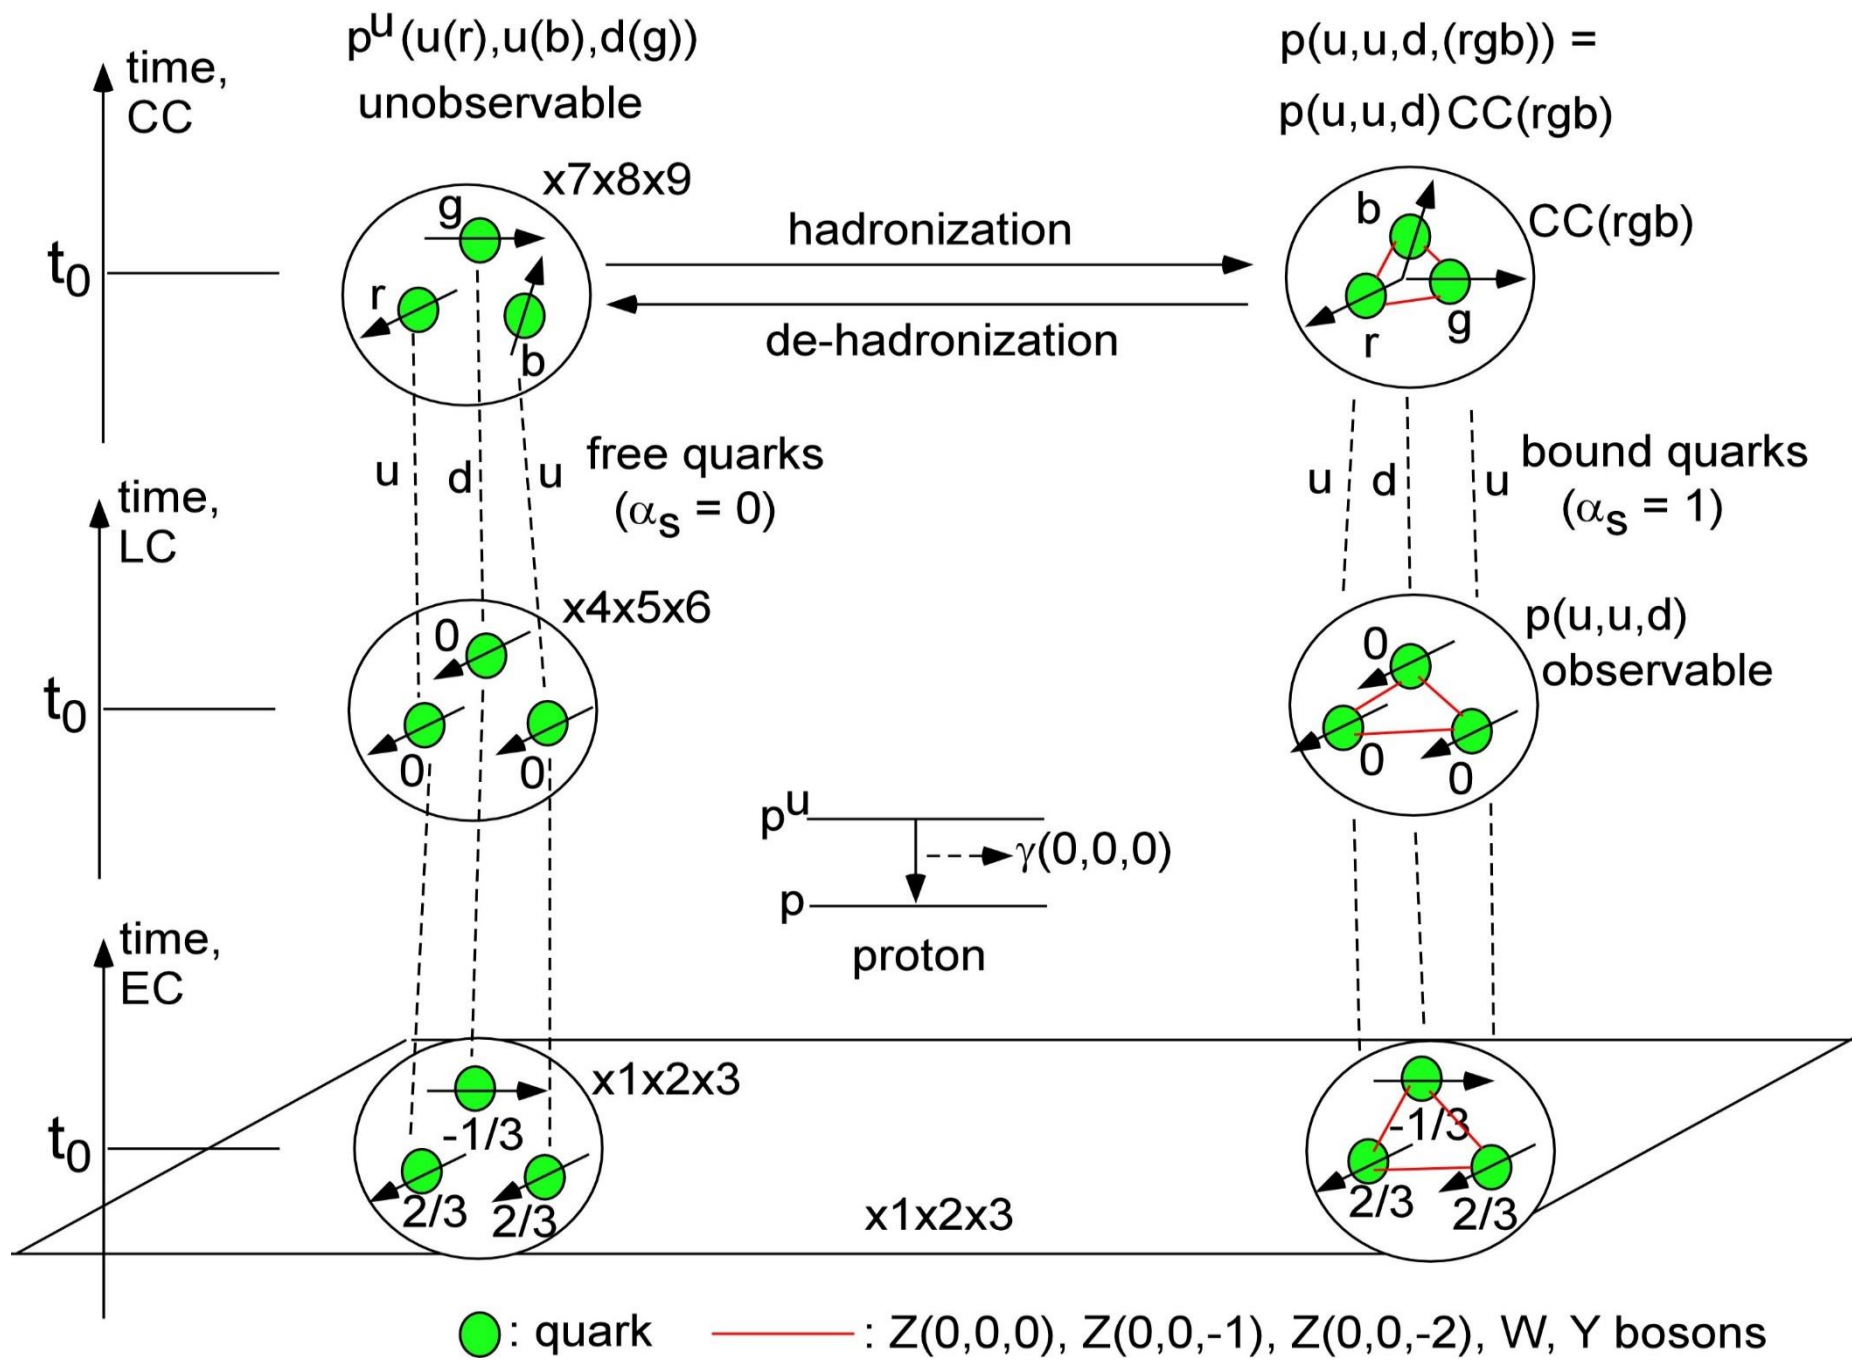 p^u (u(r),u(b),d(g))
unobservable
p(u,u,d,(rgb)) =
p(u,u,d) CC(rgb)
time,
CC
t0
x7x8x9
g
r
b
hadronization
de-hadronization
b
CC(rgb)
r
g
u
d
u
free quarks
(αs = 0)
u
d
u
bound quarks
(αs = 1)
time,
LC
t0
x4x5x6
0
0
0
p(u,u,d)
observable
0
0
0
p^u
γ(0,0,0)
p
proton
time,
EC
t0
x1x2x3
-1/3
2/3
2/3
x1x2x3
-1/3
2/3
2/3
: quark
: Z(0,0,0), Z(0,0,-1), Z(0,0,-2), W, Y bosons